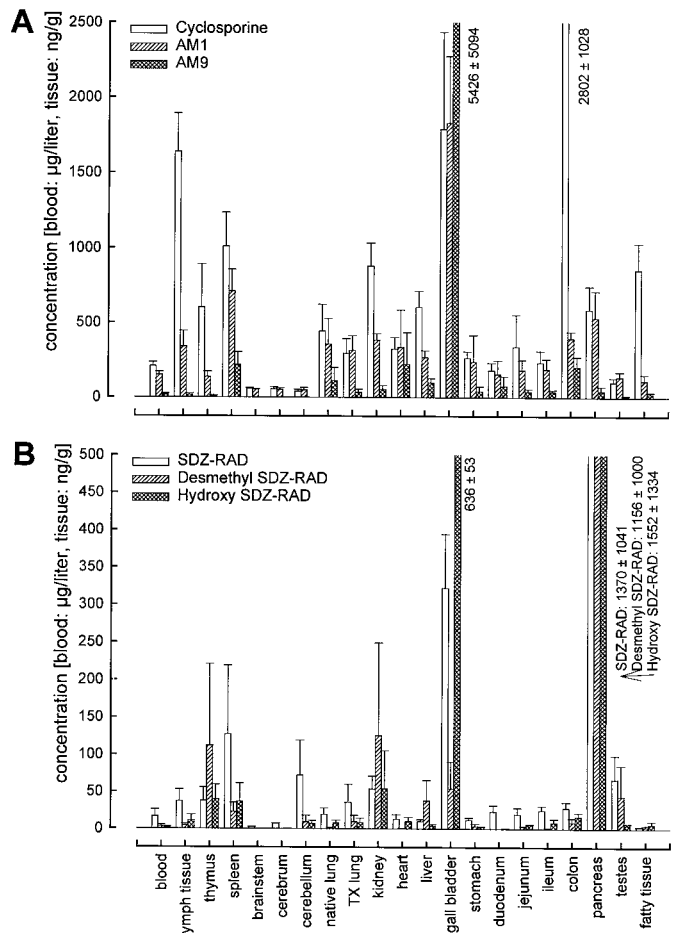 A
Cyclosporine
AM1
AM9
5426 ± 5094
2802 ± 1028
concentration [blood: µg/liter, tissue: ng/g]
2500
2000
1500
1000
500
0
B
SDZ-RAD
Desmethyl SDZ-RAD
Hydroxy SDZ-RAD
636 ± 53
SDZ-RAD: 1370 ± 1041
Desmethyl SDZ-RAD: 1156 ± 1000
Hydroxy SDZ-RAD: 1552 ± 1334
concentration [blood: µg/liter, tissue: ng/g]
500
450
400
350
300
250
200
150
100
50
0
blood
ymph tissue
thymus
spleen
brainstem
cerebrum
cerebellum
native lung
TX lung
kidney
heart
liver
gall bladder
stomach
duodenum
jejunum
ileum
colon
pancreas
testes
fatty tissue